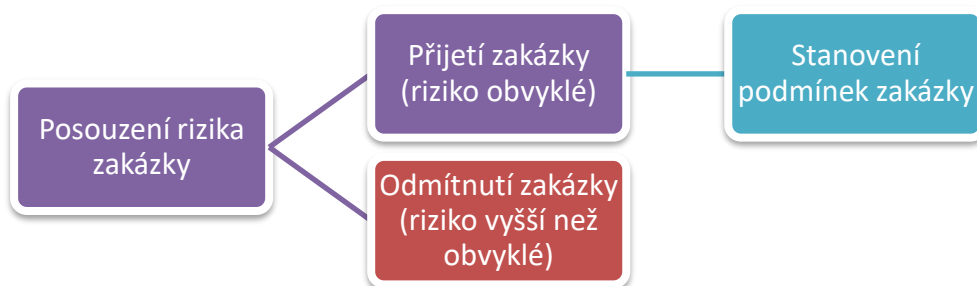 Posouzení rizika
zakázky
Přijetí zakázky
(riziko obvyklé)
Odmítnutí zakázky
(riziko vyšší než
obvyklé)
Stanovení
podmínek zakázky